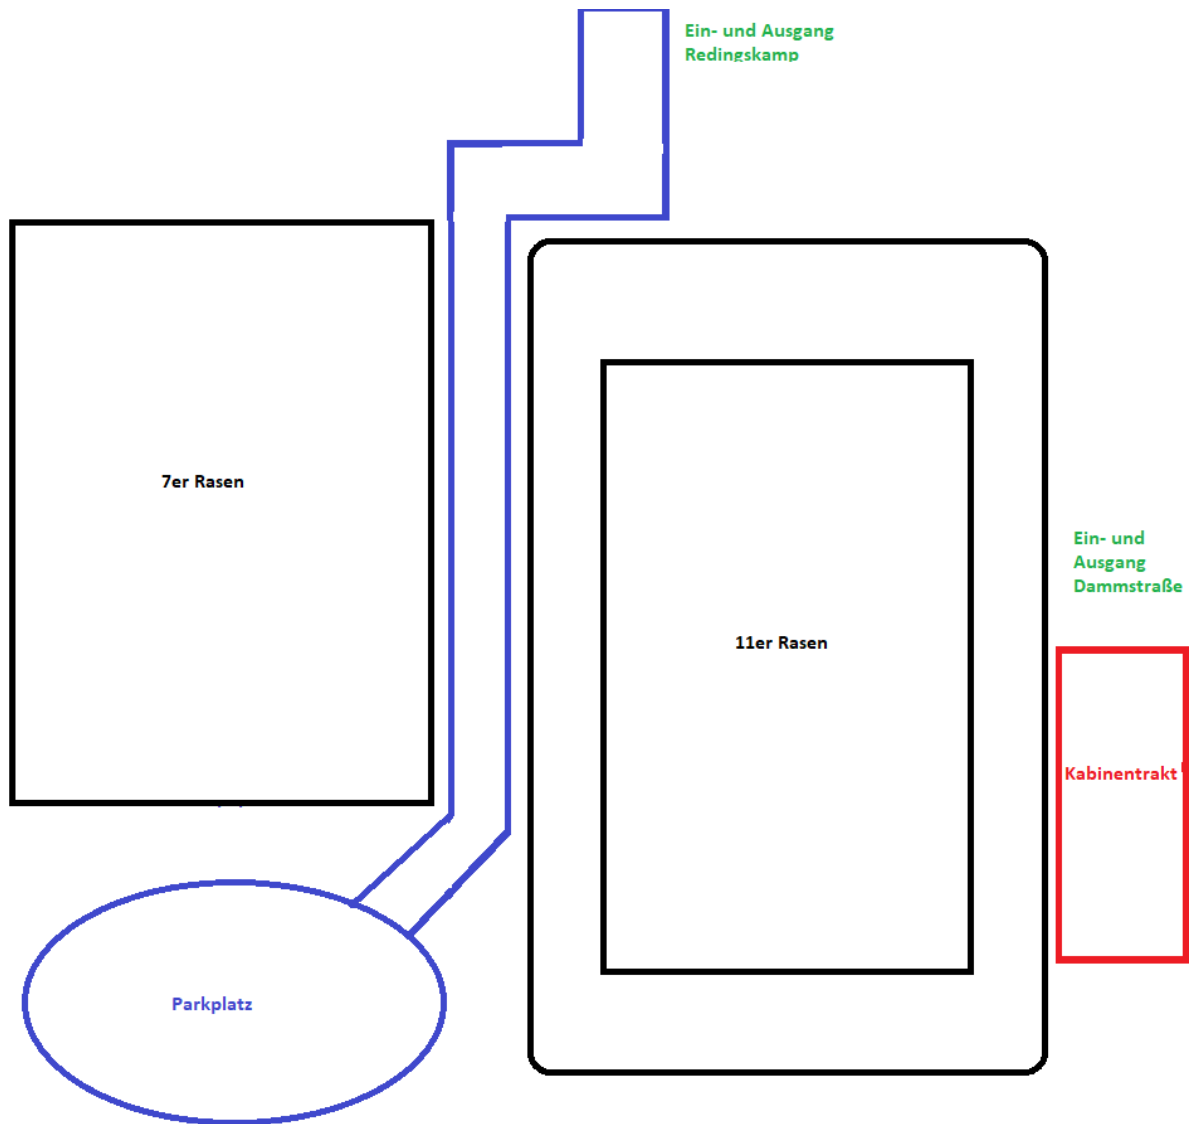 Ein- und Ausgang
Redingskamp
7er Rasen
Ein- und
Ausgang
Dammstraße
11er Rasen
Kabinentrakt
Parkplatz